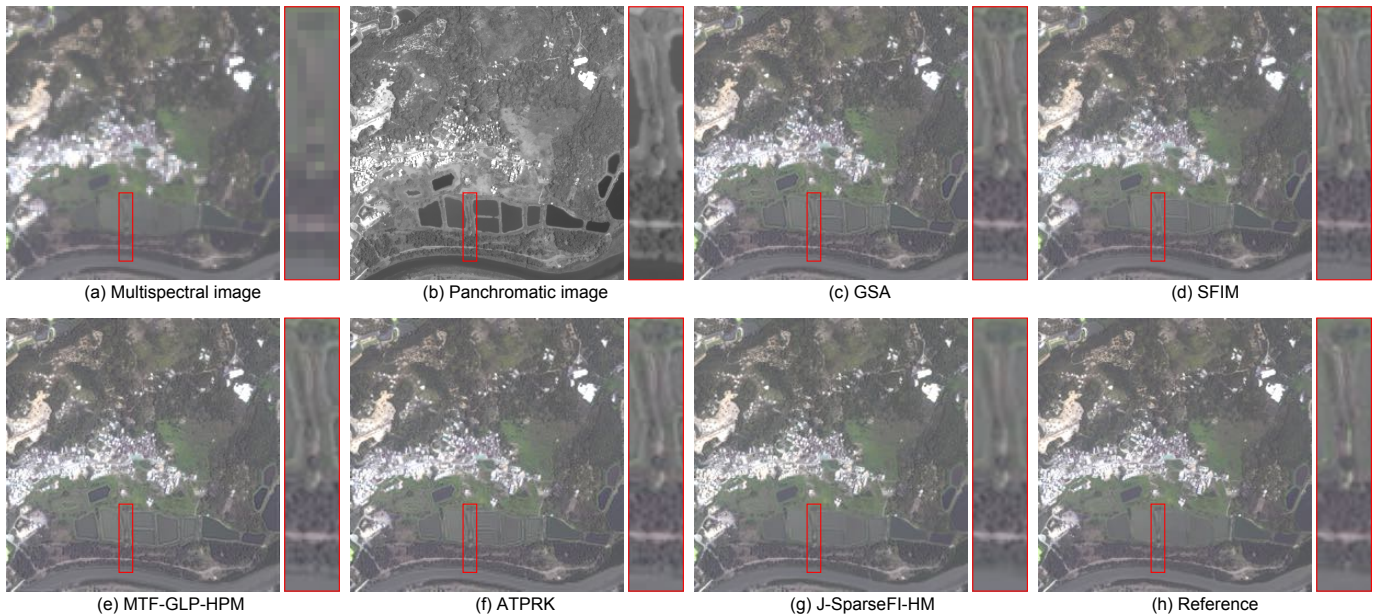 (a) Multispectral image
(b) Panchromatic image
(c) GSA
(d) SFIM
(e) MTF-GLP-HPM
(f) ATPRK
(g) J-SparseFI-HM
(h) Reference